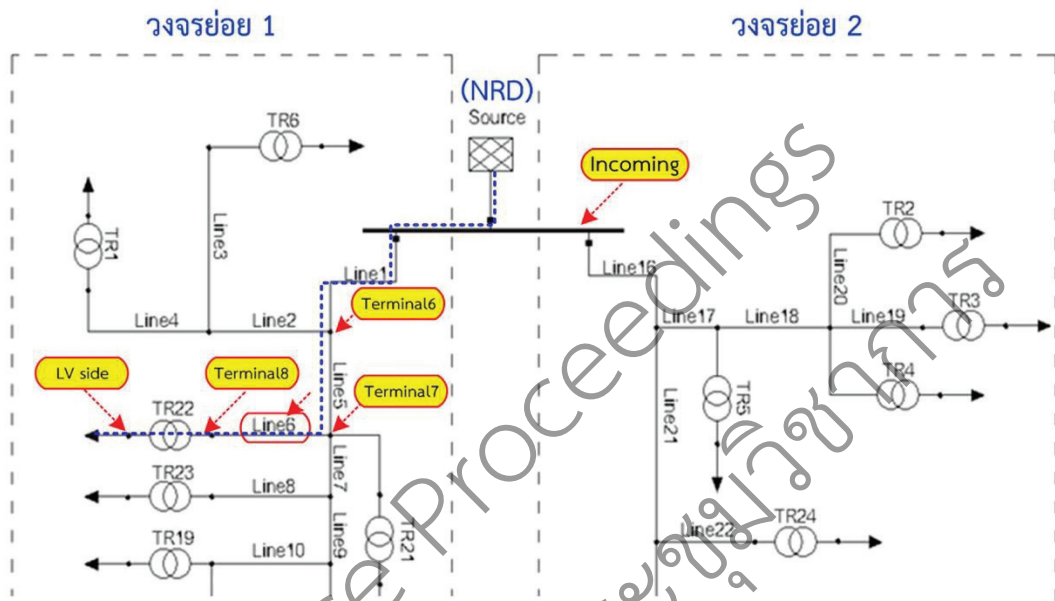 วงจรย่อย 1
วงจรย่อย 2
(NRD)
Source
TR6
Incoming
TR1
Line3
TR2
Line1
Line16
Line20
Terminal6
TR3
Line4
Line2
Line17
Line18
Line19
LV side
Terminal8
Line5
Terminal7
TR4
TR5
TR22
Line6
Line21
TR23
Line7
Line8
TR19
Line10
Line9
TR21
Line22
TR24
Proceedings